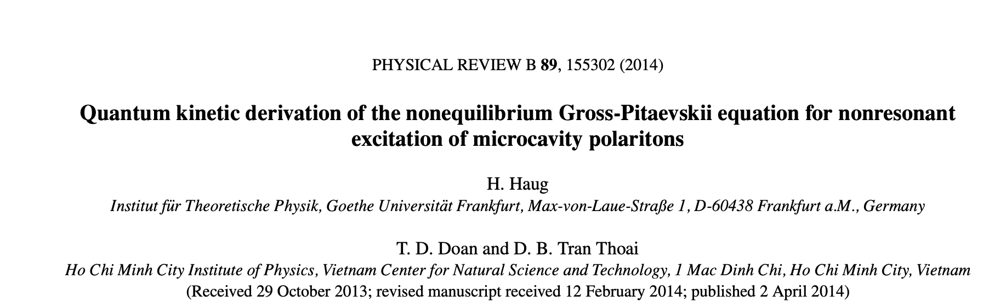 PHYSICAL REVIEW B 89, 155302 (2014)
Quantum kinetic derivation of the nonequilibrium Gross-Pitaevskii equation for nonresonant
excitation of microcavity polaritons
H. Haug
Institut für Theoretische Physik, Goethe Universität Frankfurt, Max-von-Laue-Straße 1, D-60438 Frankfurt a.M., Germany
T. D. Doan and D. B. Tran Thoai
Ho Chi Minh City Institute of Physics, Vietnam Center for Natural Science and Technology, 1 Mac Dinh Chi, Ho Chi Minh City, Vietnam
(Received 29 October 2013; revised manuscript received 12 February 2014; published 2 April 2014)